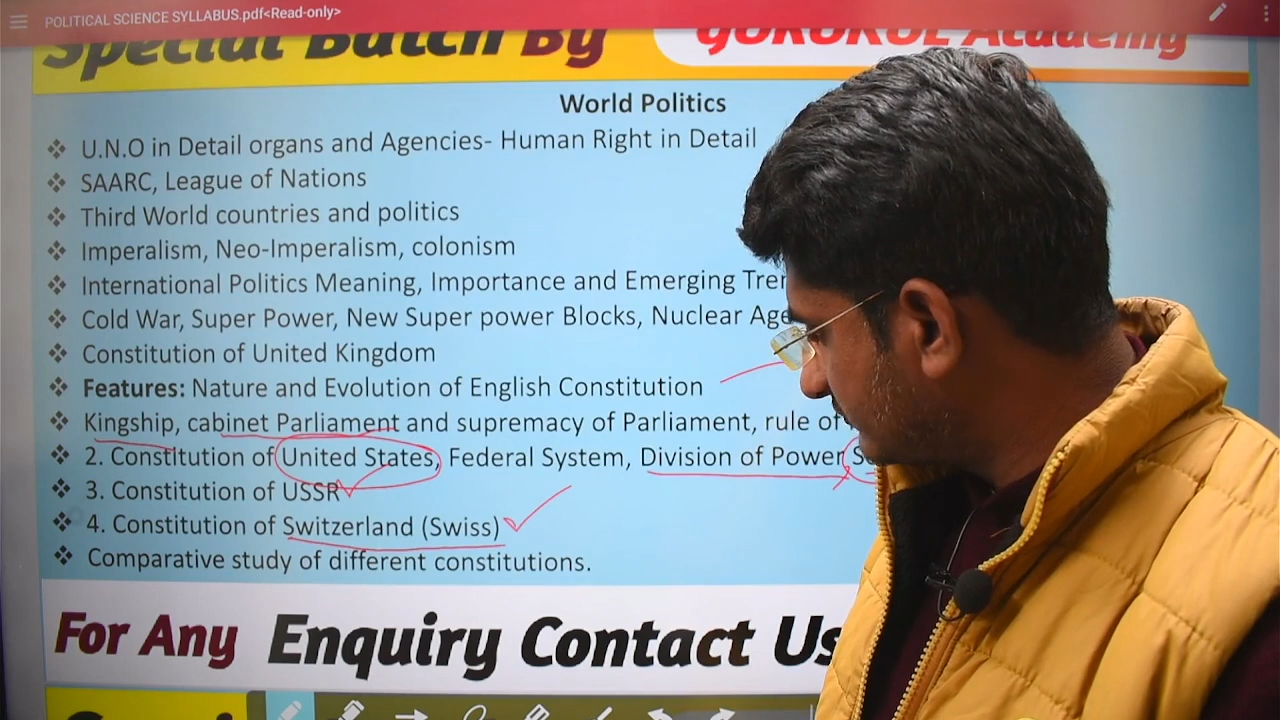 POLITICAL SCIENCE SYLLABUS.pdf<Read-only>
Special Batch By GURUKUL Academy
World Politics
❖ U.N.O in Detail organs and Agencies- Human Right in Detail
❖ SAARC, League of Nations
❖ Third World countries and politics
❖ Imperalism, Neo-Imperalism, colonism
❖ International Politics Meaning, Importance and Emerging
❖ Cold War, Super Power, New Super power Blocks, Nuclear Age
❖ Constitution of United Kingdom
❖ Features: Nature and Evolution of English Constitution
❖ Kingship, cabinet Parliament and supremacy of Parliament, rule of
❖ 2. Constitution of United States, Federal System, Division of Power
❖ 3. Constitution of USSR
❖ 4. Constitution of Switzerland (Swiss)
❖ Comparative study of different constitutions.
For Any Enquiry Contact Us